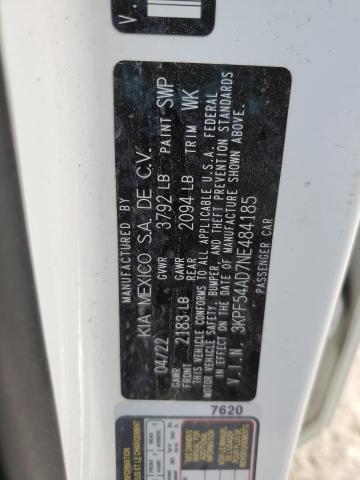 MANUFACTURED BY
KIA MEXICO S.A. DE C.V.
04/22 GVWR 3792 LB PAINT SWP
GAWR FRONT 2183 LB GAWR REAR 2094 LB TRIM WK
THIS VEHICLE CONFORMS TO ALL APPLICABLE U.S.A. FEDERAL
MOTOR VEHICLE SAFETY, BUMPER, AND THEFT PREVENTION STANDARDS
IN EFFECT ON THE DATE OF MANUFACTURE SHOWN ABOVE.
V.I.N. 3KPF54AD7NE484185
PASSENGER CAR
7620
V.